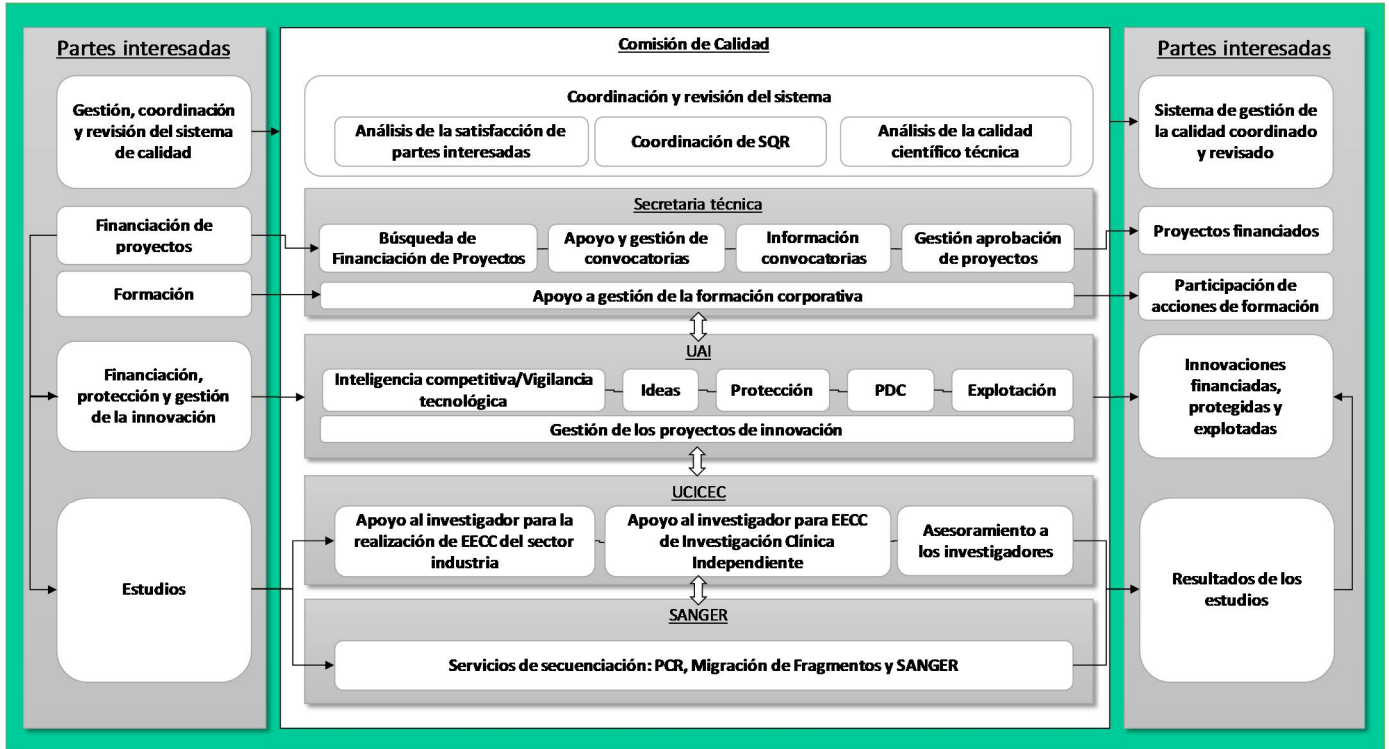 Partes interesadas
Gestión, coordinación
y revisión del sistema
de calidad
Financiación de
proyectos
Formación
Financiación,
protección y gestión
de la innovación
Estudios
Comisión de Calidad
Coordinación y revisión del sistema
Análisis de la satisfacción de
partes interesadas
Coordinación de SQR
Análisis de la calidad
científico técnica
Secretaria técnica
Búsqueda de
Financiación de Proyectos
Apoyo y gestión de
convocatorias
Información
convocatorias
Gestión aprobación
de proyectos
Apoyo a gestión de la formación corporativa
UAI
Inteligencia competitiva/Vigilancia
tecnológica
Ideas
Protección
PDC
Explotación
Gestión de los proyectos de innovación
UCICEC
Apoyo al investigador para la
realización de EECC del sector
industria
Apoyo al investigador para EECC
de Investigación Clínica
Independiente
Asesoramiento a
los investigadores
SANGER
Servicios de secuenciación: PCR, Migración de Fragmentos y SANGER
Partes interesadas
Sistema de gestión de
la calidad coordinado
y revisado
Proyectos financiados
Participación de
acciones de formación
Innovaciones
financiadas,
protegidas y
explotadas
Resultados de los
estudios